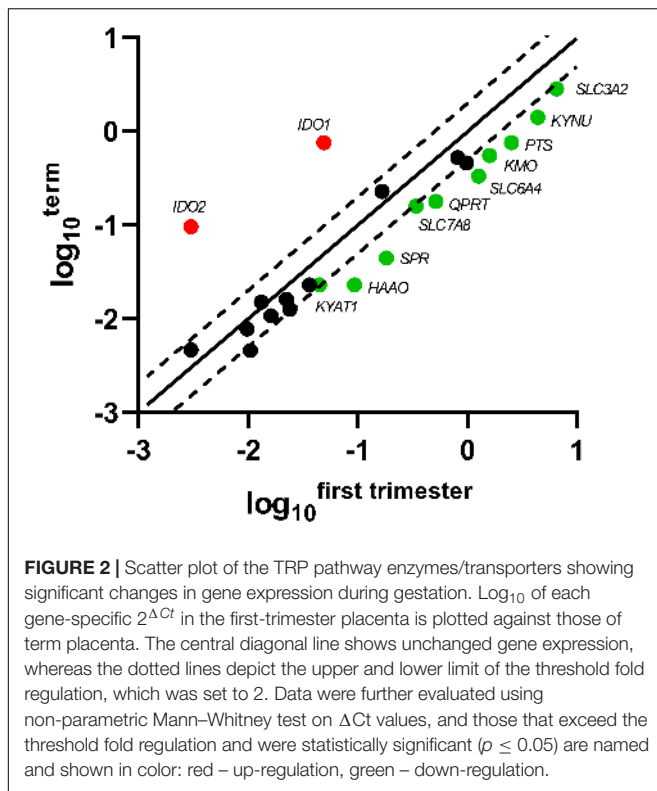 1
0
-1
-2
-3
-3
-2
-1
0
1
log10 term
log10 first trimester
IDO1
IDO2
SLC3A2
KYNU
PTS
KMO
SLC6A4
QPRT
SLC7A8
SPR
HAAO
KYAT1
FIGURE 2 | Scatter plot of the TRP pathway enzymes/transporters showing
significant changes in gene expression during gestation. Log10 of each
gene-specific 2ΔCt in the first-trimester placenta is plotted against those of
term placenta. The central diagonal line shows unchanged gene expression,
whereas the dotted lines depict the upper and lower limit of the threshold fold
regulation, which was set to 2. Data were further evaluated using
non-parametric Mann–Whitney test on ΔCt values, and those that exceed the
threshold fold regulation and were statistically significant (p ≤ 0.05) are named
and shown in color: red – up-regulation, green – down-regulation.